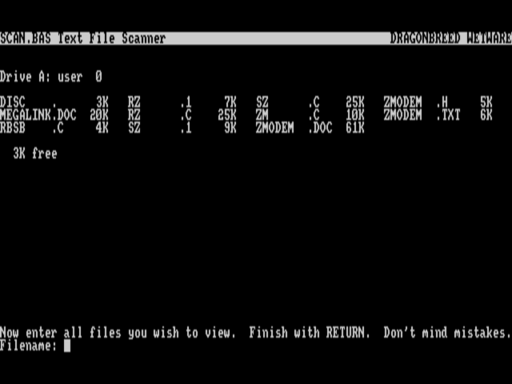 SCAN.BAS Text File Scanner DRAGONBREED WETWARE
Drive A: user 0
DISC . 3K RZ .1 7K SZ .C 25K ZMODEM .H 5K
MEGALINK.DOC 20K RZ .C 25K ZM .C 10K ZMODEM .TXT 6K
RBSB .C 4K SZ .1 9K ZMODEM .DOC 61K
3K free
Now enter all files you wish to view. Finish with RETURN. Don't mind mistakes.
Filename: